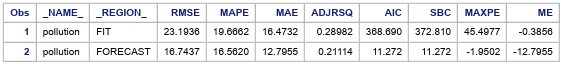 Obs _NAME_ _REGION_ RMSE MAPE MAE ADJRSQ AIC SBC MAXPE ME
1 pollution FIT 23.1936 19.6662 16.4732 0.28982 368.690 372.810 45.4977 -0.3856
2 pollution FORECAST 16.7437 16.5620 12.7955 0.21114 11.272 11.272 -1.9502 -12.7955